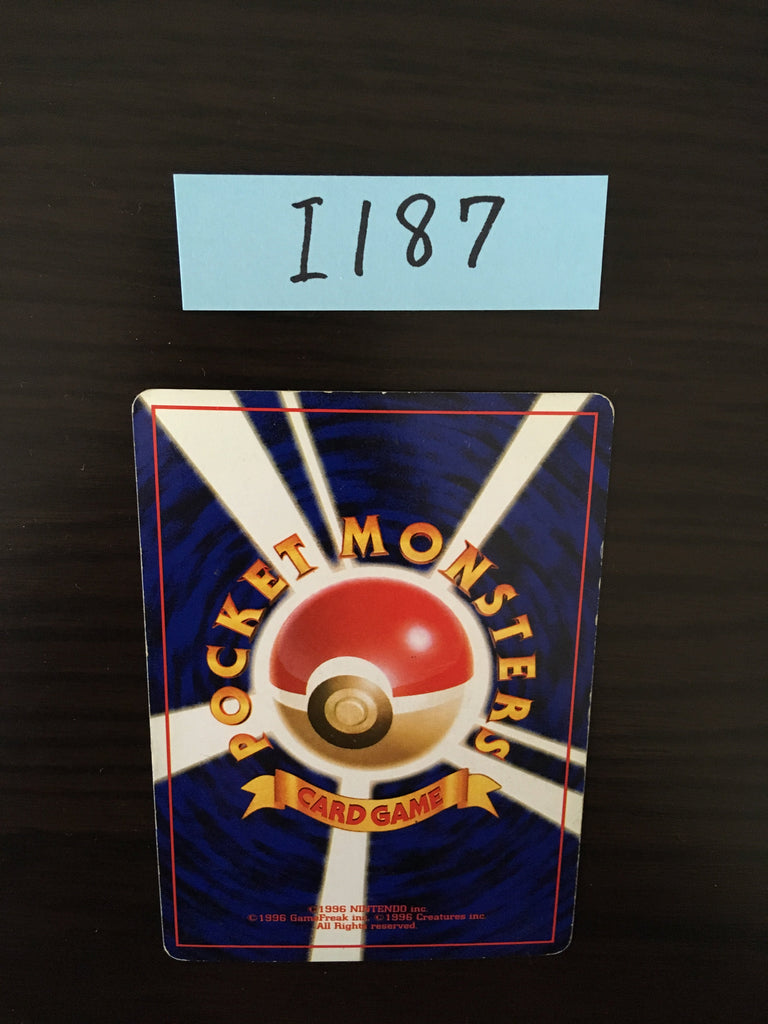 I187
POCKET MONSTERS
CARD GAME
©1996 NINTENDO inc.
©1996 GameFreak inc. ©1996 Creatures inc.
All Rights reserved.